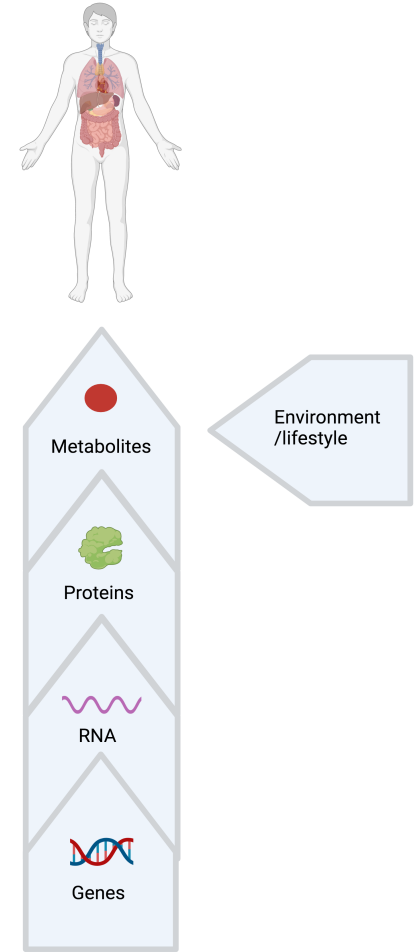 Metabolites
Environment
/lifestyle
Proteins
RNA
Genes